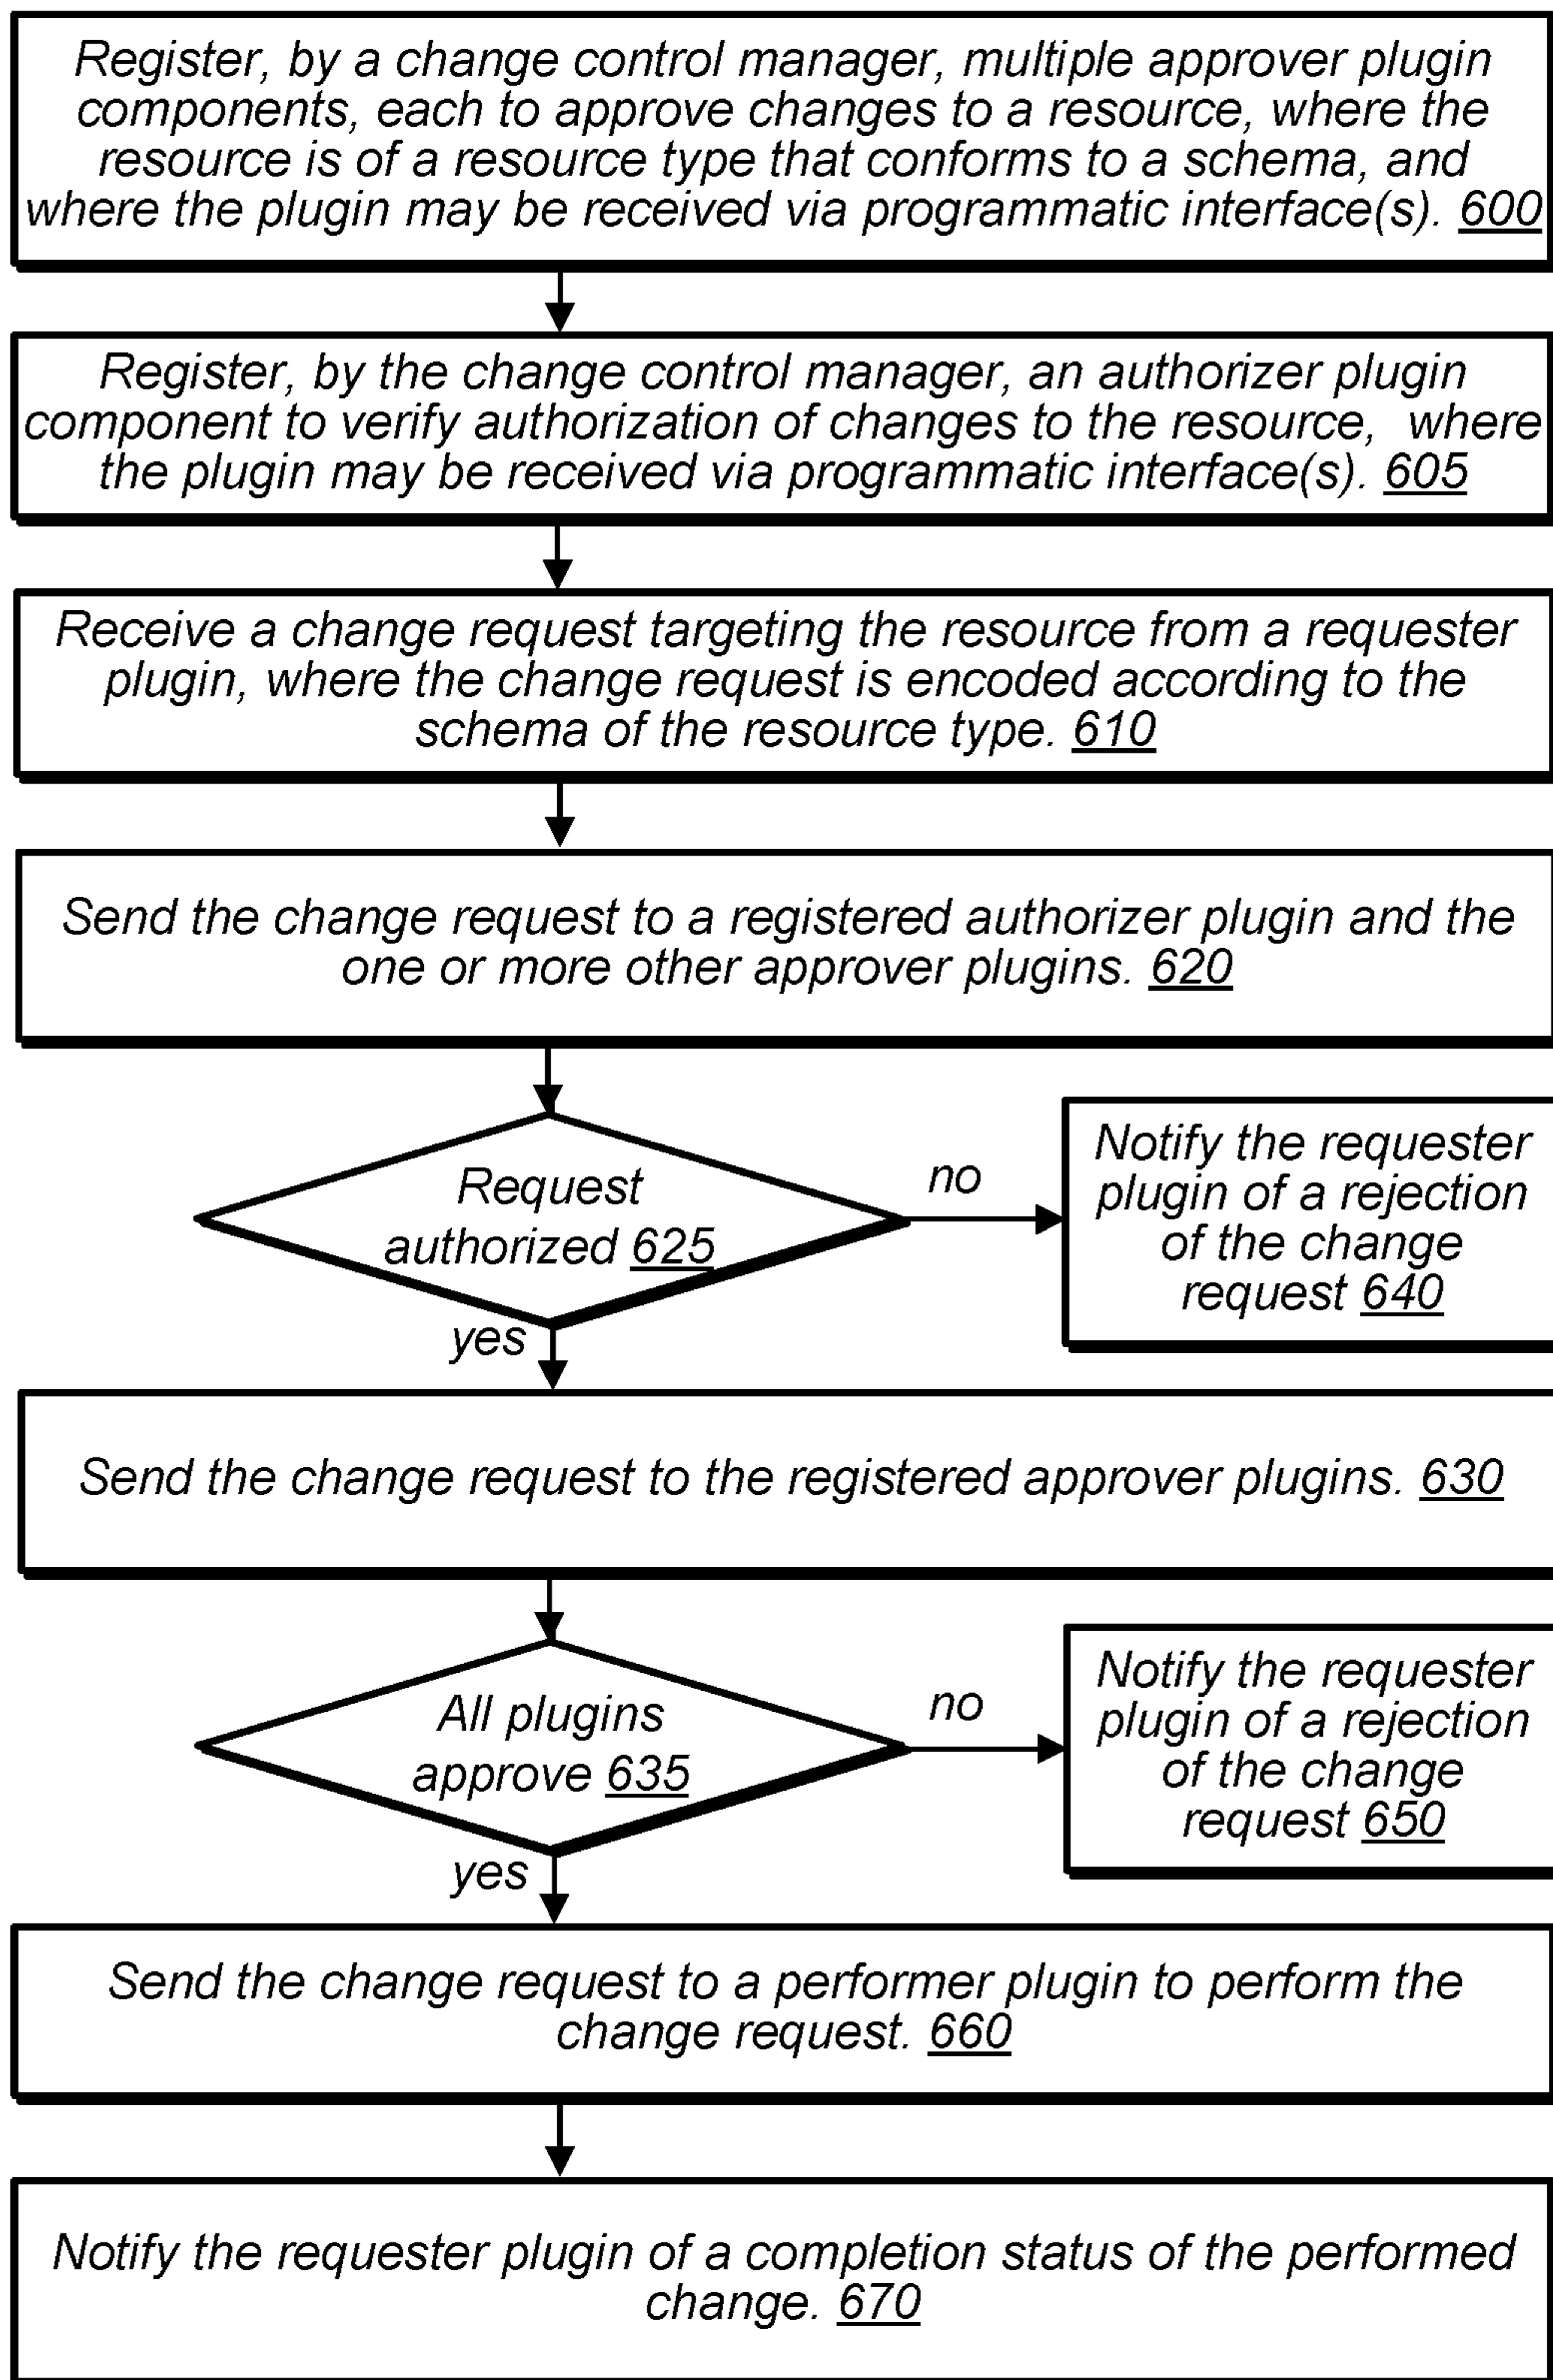 Register, by a change control manager, multiple approver plugin
components, each to approve changes to a resource, where the
resource is of a resource type that conforms to a schema, and
where the plugin may be received via programmatic interface(s). 600
Register, by the change control manager, an authorizer plugin
component to verify authorization of changes to the resource, where
the plugin may be received via programmatic interface(s). 605
Receive a change request targeting the resource from a requester
plugin, where the change request is encoded according to the
schema of the resource type. 610
Send the change request to a registered authorizer plugin and the
one or more other approver plugins. 620
Request
authorized 625
no
Notify the requester
plugin of a rejection
of the change
request 640
yes
Send the change request to the registered approver plugins. 630
All plugins
approve 635
no
Notify the requester
plugin of a rejection
of the change
request 650
yes
Send the change request to a performer plugin to perform the
change request. 660
Notify the requester plugin of a completion status of the performed
change. 670